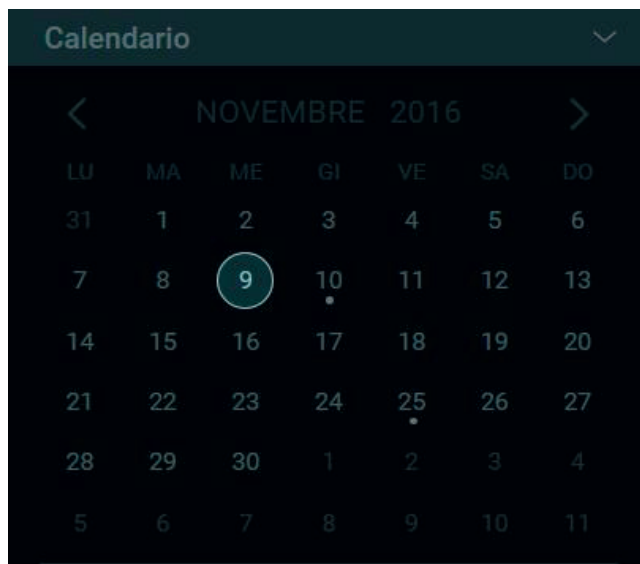 Calendario
NOVEMBRE 2016
LU MA ME GI VE SA DO
31 1 2 3 4 5 6
7 8 9 10 11 12 13
14 15 16 17 18 19 20
21 22 23 24 25 26 27
28 29 30 1 2 3 4
5 6 7 8 9 10 11